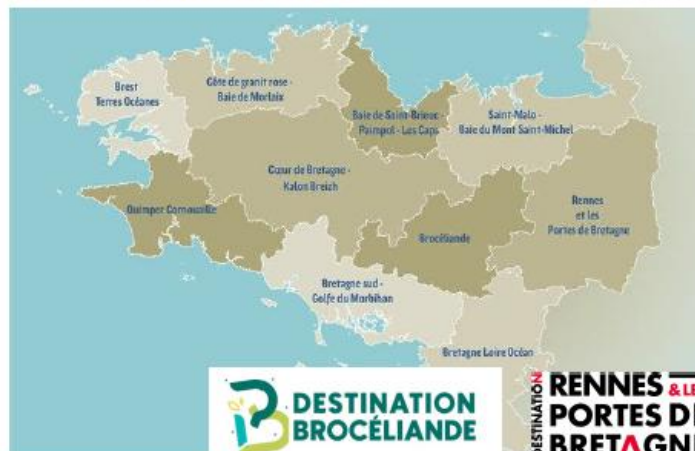 Brest
Terres Océanes
Côte de granit rose -
Baie de Morlaix
Baie de Saint-Brieuc -
Paimpol - Les Caps
Saint-Malo -
Baie du Mont Saint-Michel
Cœur de Bretagne -
Kalon Breizh
Rennes
et les
Portes de Bretagne
Quimper Cornouaille
Brocéliande
Bretagne sud -
Golfe du Morbihan
Bretagne Loire Océan
DESTINATION
BROCÉLIANDE
DESTINATION
RENNES & LE
PORTES D
BRETAGN